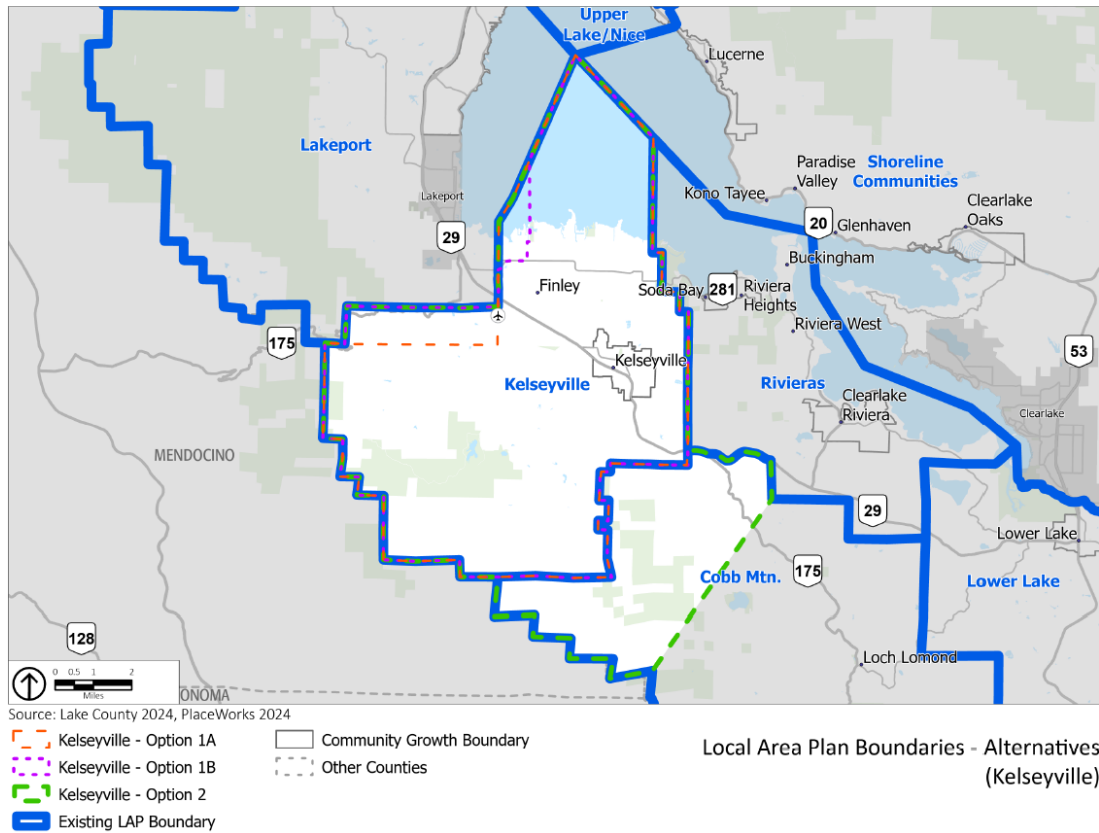 Upper
Lake/Nice
Lucerne
Lakeport
Lakeport
Paradise
Valley
Shoreline
Communities
Kono Tayee
Clearlake
Oaks
20
Glenhaven
29
Buckingham
Finley
Soda Bay
281
Riviera
Heights
Riviera West
175
53
Kelseyville
Kelseyville
Rivieras
Clearlake
Riviera
Clearlake
MENDOCINO
29
Lower Lake
Cobb Mtn.
175
Lower Lake
128
Loch Lomond
0 0.5 1 2
Miles
ONOMA
Source: Lake County 2024, PlaceWorks 2024
Kelseyville - Option 1A
Kelseyville - Option 1B
Kelseyville - Option 2
Existing LAP Boundary
Community Growth Boundary
Other Counties
Local Area Plan Boundaries - Alternatives
(Kelseyville)